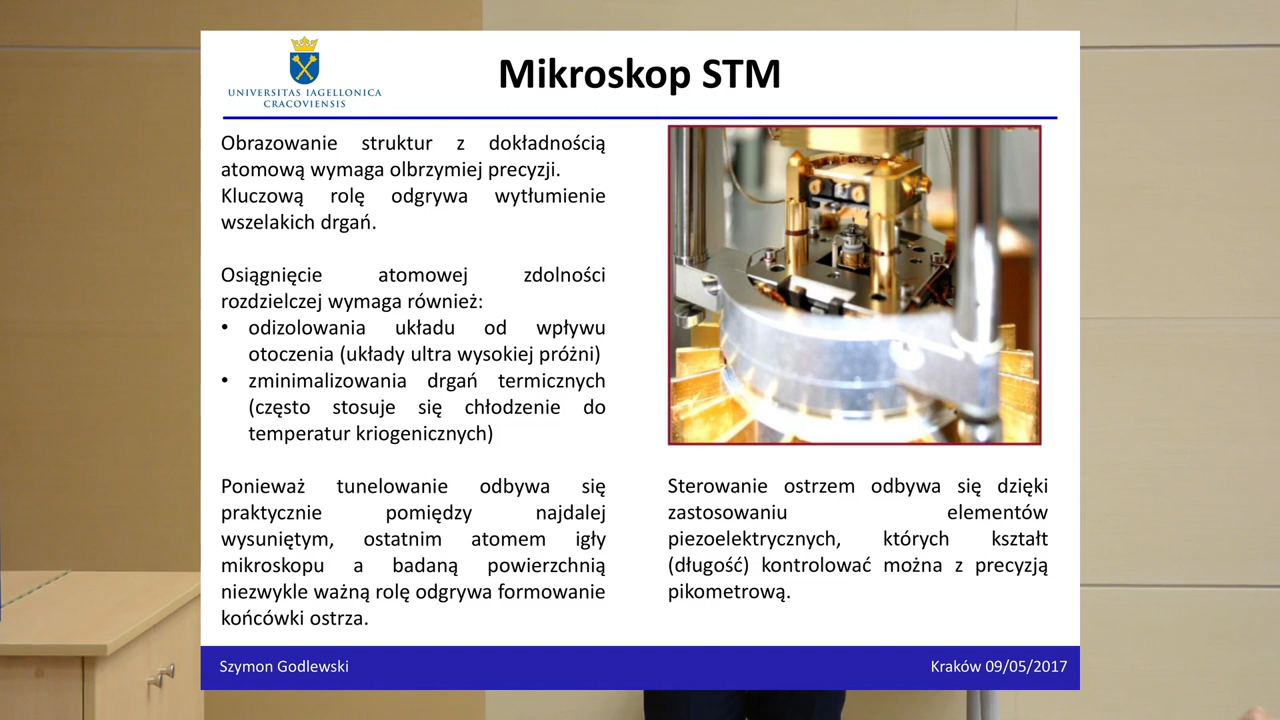 UNIVERSITAS IAGELLONICA
CRACOVIENSIS
Mikroskop STM
Obrazowanie struktur z dokładnością
atomową wymaga olbrzymiej precyzji.
Kluczową rolę odgrywa wytłumienie
wszelakich drgań.
Osiągnięcie atomowej zdolności
rozdzielczej wymaga również:
• odizolowania układu od wpływu
otoczenia (układy ultra wysokiej próżni)
• zminimalizowania drgań termicznych
(często stosuje się chłodzenie do
temperatur kriogenicznych)
Ponieważ tunelowanie odbywa się
praktycznie pomiędzy najdalej
wysuniętym, ostatnim atomem igły
mikroskopu a badaną powierzchnią
niezwykle ważną rolę odgrywa formowanie
końcówki ostrza.
Sterowanie ostrzem odbywa się dzięki
zastosowaniu elementów
piezoelektrycznych, których kształt
(długość) kontrolować można z precyzją
pikometrową.
Szymon Godlewski
Kraków 09/05/2017